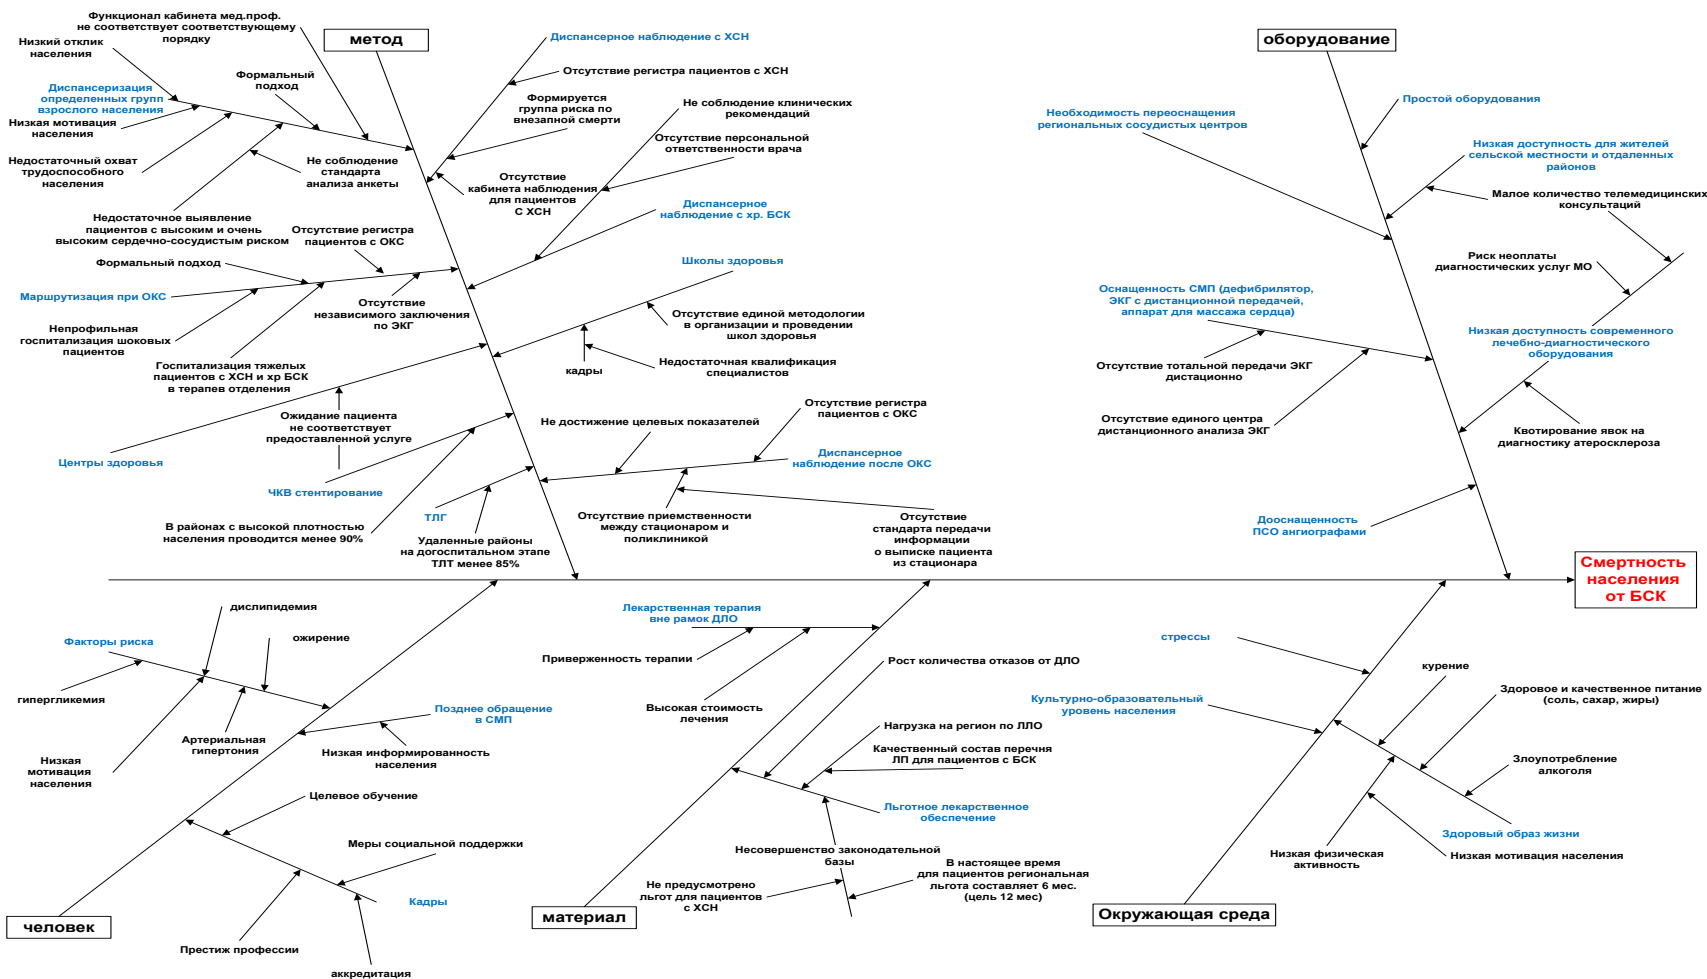 Функционал кабинета мед.проф.
не соответствует соответствующему
порядку
Низкий отклик
населения
метод
Диспансерное наблюдение с ХСН
оборудование
Диспансеризация
определенных групп
взрослого населения
Формальный
подход
Отсутствие регистра пациентов с ХСН
Формируется
группа риска по
внезапной смерти
Не соблюдение клинических
рекомендаций
Низкая мотивация
населения
Отсутствие персональной
ответственности врача
Недостаточный охват
трудоспособного
населения
Не соблюдение
стандарта
анализа анкеты
Отсутствие
кабинета наблюдения
для пациентов
С ХСН
Диспансерное
наблюдение с хр. БСК
Недостаточное выявление
пациентов с высоким и очень
высоким сердечно-сосудистым риском
Отсутствие регистра
пациентов с ОКС
Формальный подход
Школы здоровья
Маршрутизация при ОКС
Отсутствие
независимого заключения
по ЭКГ
Отсутствие единой методологии
в организации и проведении
школ здоровья
Непрофильная
госпитализация шоковых
пациентов
Госпитализация тяжелых
пациентов с ХСН и хр БСК
в терапев отделения
кадры
Недостаточная квалификация
специалистов
Ожидание пациента
не соответствует
предоставленной услуге
Не достижение целевых показателей
Отсутствие регистра
пациентов с ОКС
Центры здоровья
ЧКВ стентирование
Диспансерное
наблюдение после ОКС
В районах с высокой плотностью
населения проводится менее 90%
ТЛГ
Удаленные районы
на догоспитальном этапе
ТЛТ менее 85%
Отсутствие приемственности
между стационаром и
поликлиникой
Отсутствие
стандарта передачи
информации
о выписке пациента
из стационара
Простой оборудования
Необходимость переоснащения
региональных сосудистых центров
Низкая доступность для жителей
сельской местности и отдаленных
районов
Малое количество телемедицинских
консультаций
Риск неоплаты
диагностических услуг МО
Оснащенность СМП (дефибрилятор,
ЭКГ с дистанционной передачей,
аппарат для массажа сердца)
Низкая доступность современного
лечебно-диагностического
оборудования
Отсутствие тотальной передачи ЭКГ
дистационно
Отсутствие единого центра
дистанционного анализа ЭКГ
Квотирование явок на
диагностику атеросклероза
Дооснащенность
ПСО ангиографами
Смертность
населения
от БСК
дислипидемия
Факторы риска
ожирение
гипергликемия
Позднее обращение
в СМП
Артериальная
гипертония
Низкая
мотивация
населения
Низкая информированность
населения
Целевое обучение
Меры социальной поддержки
Кадры
человек
Престиж профессии
аккредитация
Лекарственная терапия
вне рамок ДЛО
Приверженность терапии
Рост количества отказов от ДЛО
Высокая стоимость
лечения
Нагрузка на регион по ЛЛО
Качественный состав перечня
ЛП для пациентов с БСК
Льготное лекарственное
обеспечение
Несовершенство законодательной
базы
В настоящее время
для пациентов региональная
льгота составляет 6 мес.
(цель 12 мес)
Не предусмотрено
льгот для пациентов
с ХСН
материал
стрессы
курение
Культурно-образовательный
уровень населения
Здоровое и качественное питание
(соль, сахар, жиры)
Злоупотребление
алкоголя
Здоровый образ жизни
Низкая физическая
активность
Низкая мотивация населения
Окружающая среда